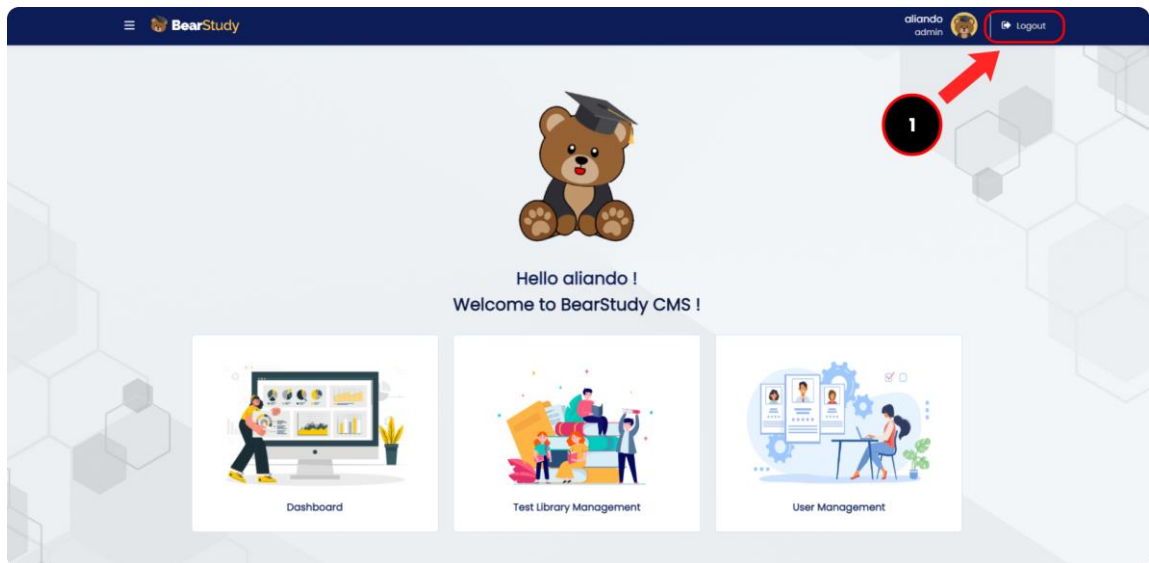 BearStudy
aliando
admin
Logout
1
Hello aliando !
Welcome to BearStudy CMS !
Dashboard
Test Library Management
User Management